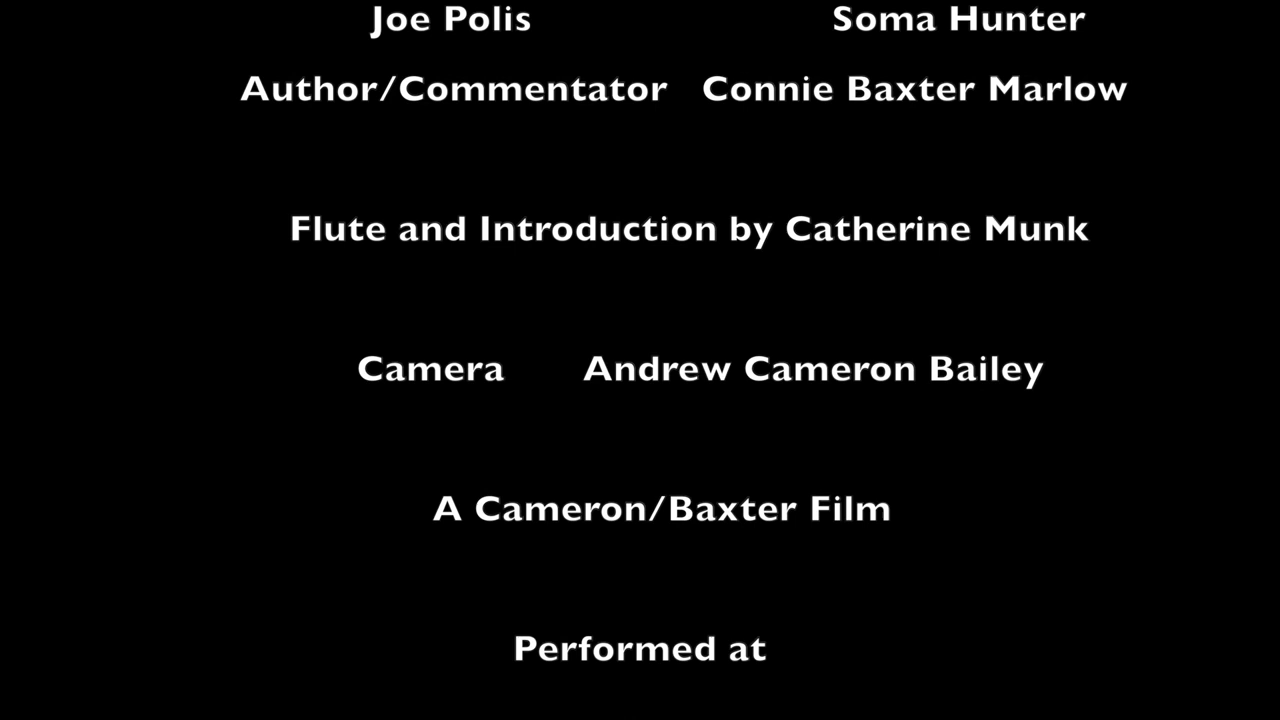 Joe Polis Soma Hunter
Author/Commentator Connie Baxter Marlow
Flute and Introduction by Catherine Munk
Camera Andrew Cameron Bailey
A Cameron/Baxter Film
Performed at